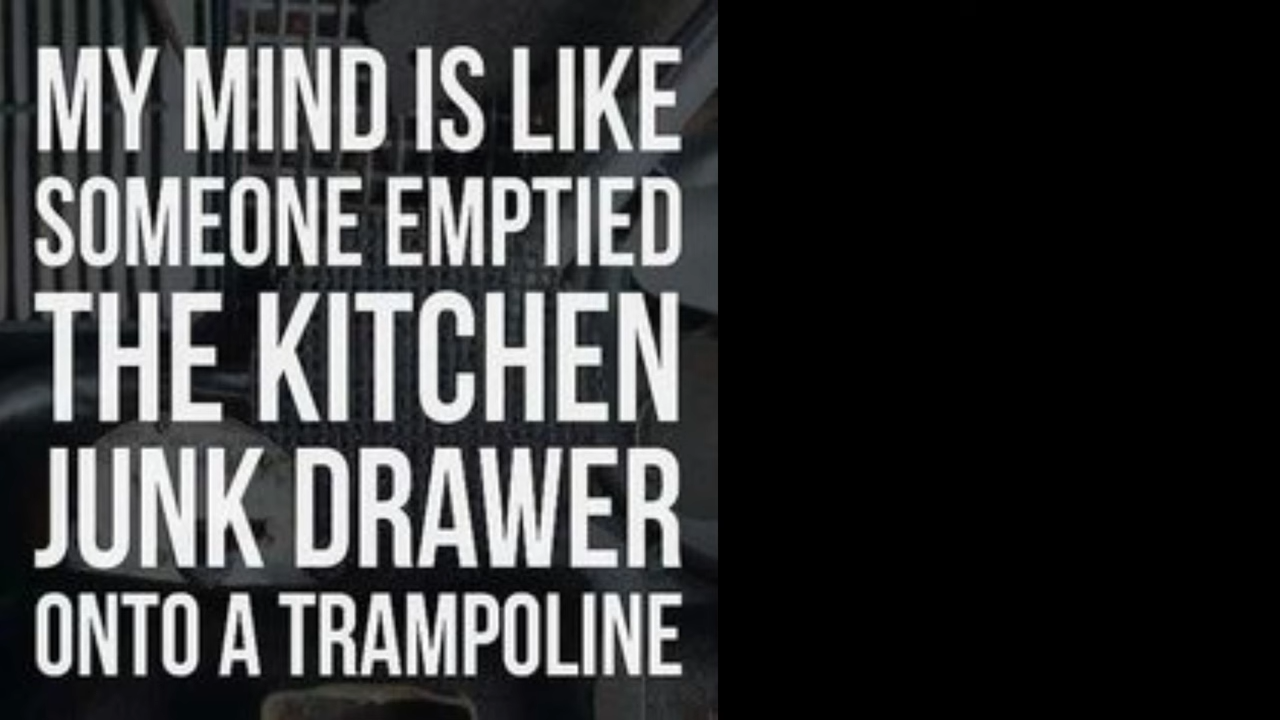 MY MIND IS LIKE
SOMEONE EMPTIED
THE KITCHEN
JUNK DRAWER
ONTO A TRAMPOLINE